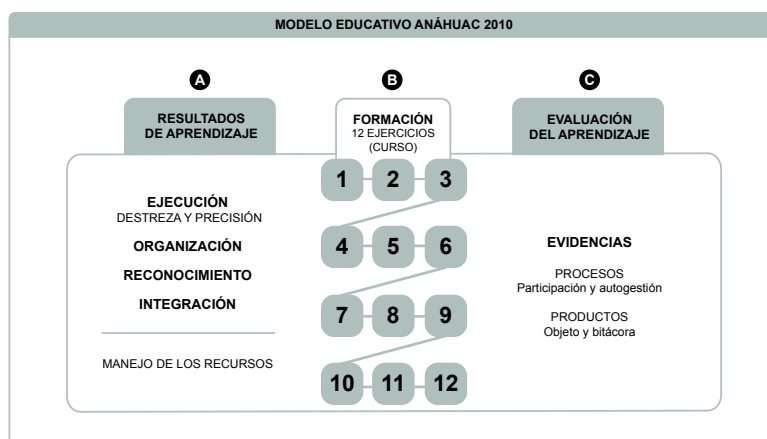 MODELO EDUCATIVO ANÁHUAC 2010
A
RESULTADOS
DE APRENDIZAJE
EJECUCIÓN
DESTREZA Y PRECISIÓN
ORGANIZACIÓN
RECONOCIMIENTO
INTEGRACIÓN
MANEJO DE LOS RECURSOS
B
FORMACIÓN
12 EJERCICIOS
(CURSO)
1 2 3
4 5 6
7 8 9
10 11 12
C
EVALUACIÓN
DEL APRENDIZAJE
EVIDENCIAS
PROCESOS
Participación y autogestión
PRODUCTOS
Objeto y bitácora